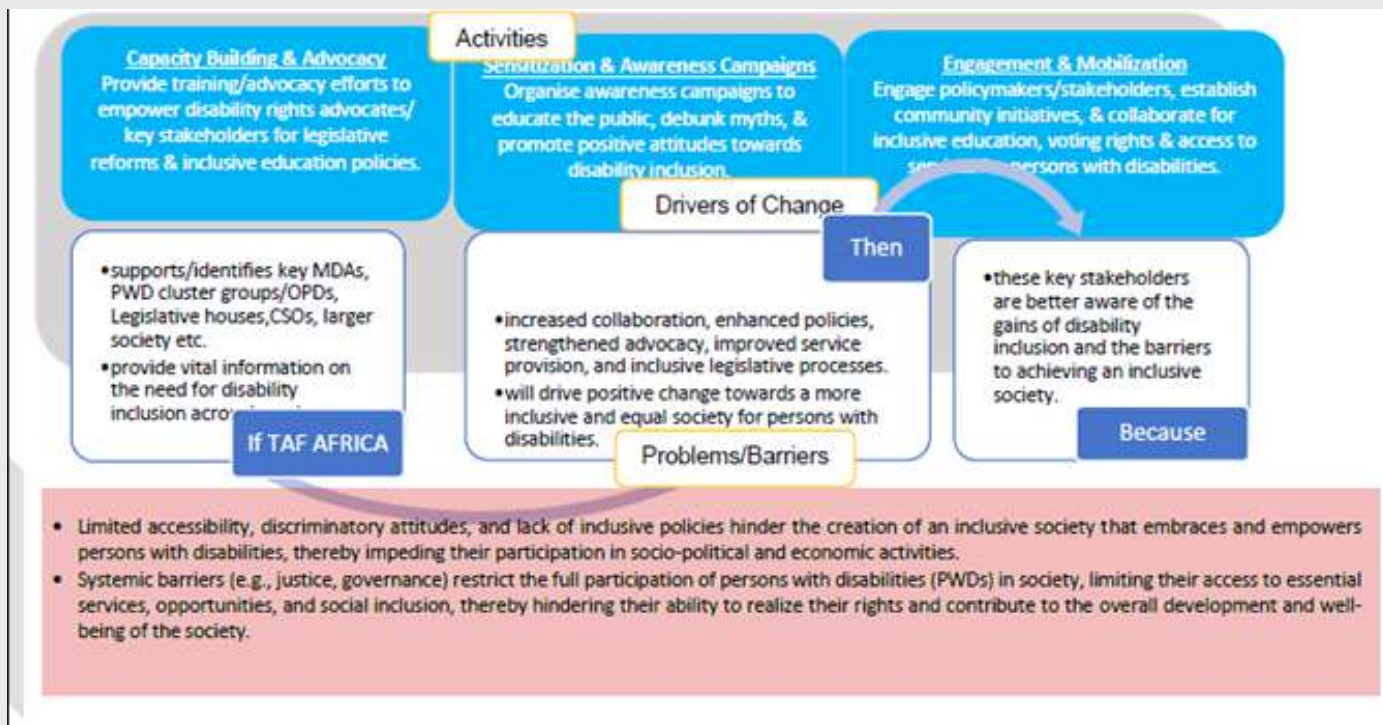 Activities
Capacity Building & Advocacy
Provide training/advocacy efforts to
empower disability rights advocates/
key stakeholders for legislative
reforms & inclusive education policies.
Sensitization & Awareness Campaigns
Organise awareness campaigns to
educate the public, debunk myths, &
promote positive attitudes towards
disability inclusion.
Engagement & Mobilization
Engage policymakers/stakeholders, establish
community initiatives, & collaborate for
inclusive education, voting rights & access to
persons with disabilities.
Drivers of Change
•supports/identifies key MDAs,
PWD cluster groups/OPDs,
Legislative houses,CSOs, larger
society etc.
•provide vital information on
the need for disability
inclusion
If TAF AFRICA
Then
•increased collaboration, enhanced policies,
strengthened advocacy, improved service
provision, and inclusive legislative processes.
•will drive positive change towards a more
inclusive and equal society for persons with
disabilities.
•these key stakeholders
are better aware of the
gains of disability
inclusion and the barriers
to achieving an inclusive
society.
Because
Problems/Barriers
• Limited accessibility, discriminatory attitudes, and lack of inclusive policies hinder the creation of an inclusive society that embraces and empowers
persons with disabilities, thereby impeding their participation in socio-political and economic activities.
• Systemic barriers (e.g., justice, governance) restrict the full participation of persons with disabilities (PWDs) in society, limiting their access to essential
services, opportunities, and social inclusion, thereby hindering their ability to realize their rights and contribute to the overall development and well-
being of the society.